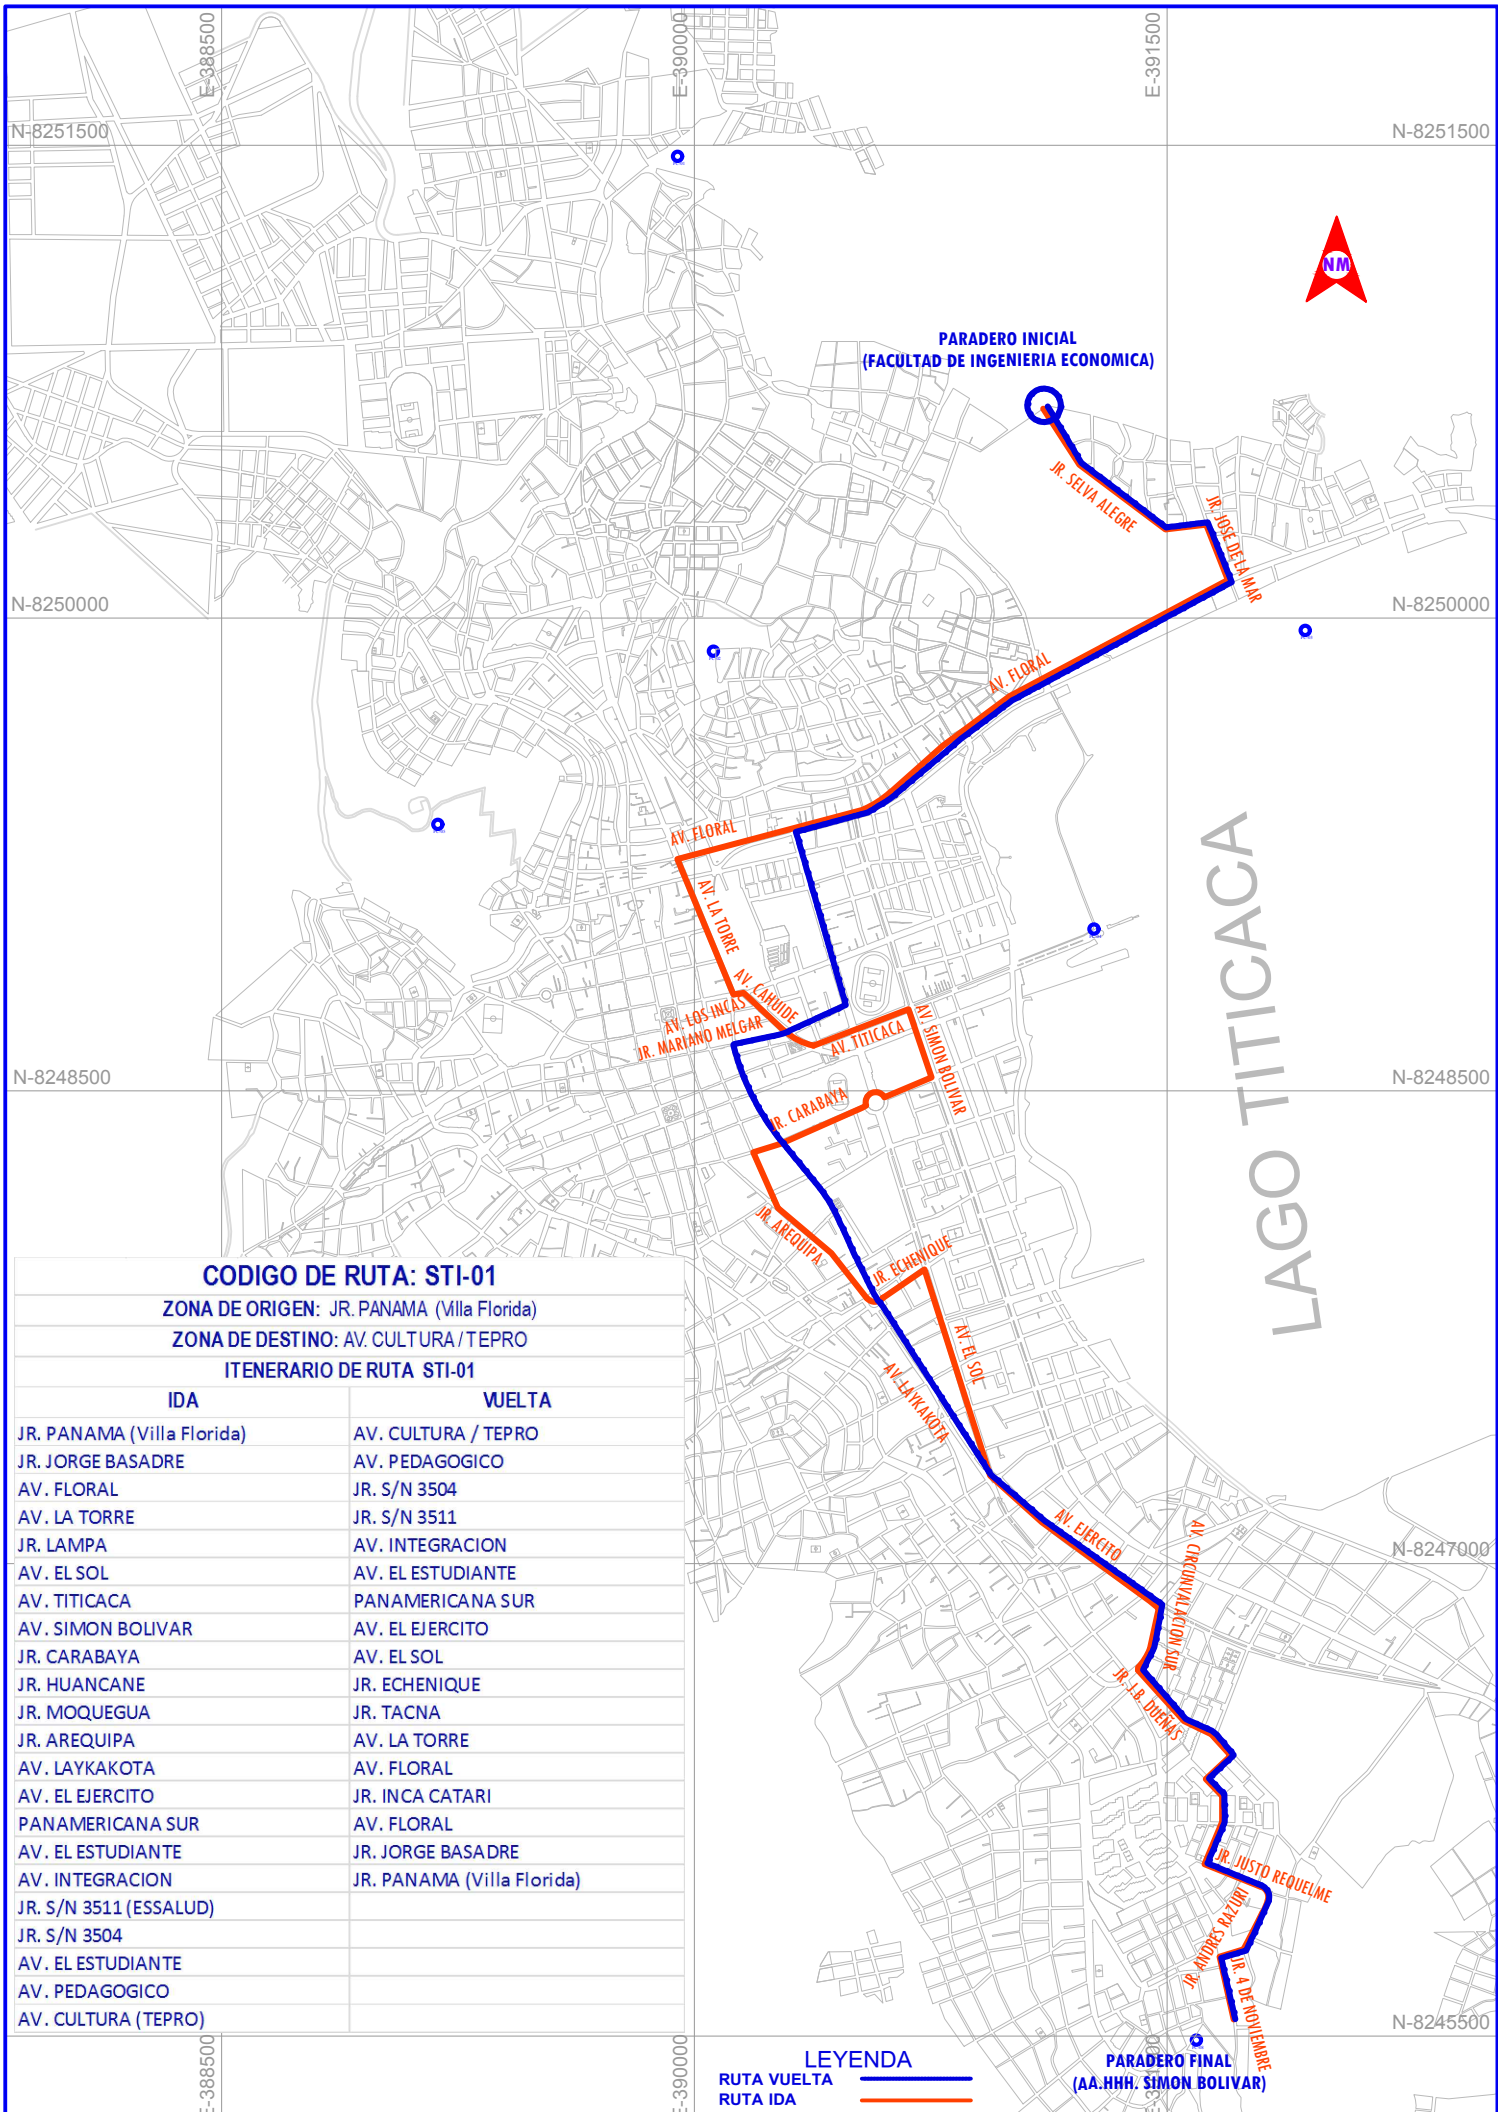 E-388500
E-390000
E-391500
N-8251500
N-8251500
NM
PARADERO INICIAL
(FACULTAD DE INGENIERIA ECONOMICA)
JR. SELVA ALEGRE
JR. JOSE DE LA MAR
N-8250000
N-8250000
AV. FLORAL
AV. FLORAL
AV. LA TORRE
AV. CAHUIDE
AV. LOS INCAS
JR. MARIANO MELGAR
AV. TITICACA
AV. SIMON BOLIVAR
LAGO TITICACA
N-8248500
N-8248500
JR. CARABAYA
JR. AREQUIPA
JR. ECHENIQUE
AV. EL SOL
AV. LAYKAKOTA
AV. EJERCITO
AV. CIRCUNVALACION SUR
N-8247000
JR. J.B. DUEÑAS
JR. JUSTO REQUELME
JR. ANDRES RAZURI
JR. 4 DE NOVIEMBRE
N-8245500
CODIGO DE RUTA: STI-01
ZONA DE ORIGEN: JR. PANAMA (Villa Florida)
ZONA DE DESTINO: AV. CULTURA / TEPRO
ITENERARIO DE RUTA STI-01
IDA VUELTA
JR. PANAMA (Villa Florida) AV. CULTURA / TEPRO
JR. JORGE BASADRE AV. PEDAGOGICO
AV. FLORAL JR. S/N 3504
AV. LA TORRE JR. S/N 3511
JR. LAMPA AV. INTEGRACION
AV. EL SOL AV. EL ESTUDIANTE
AV. TITICACA PANAMERICANA SUR
AV. SIMON BOLIVAR AV. EL EJERCITO
JR. CARABAYA AV. EL SOL
JR. HUANCANE JR. ECHENIQUE
JR. MOQUEGUA JR. TACNA
JR. AREQUIPA AV. LA TORRE
AV. LAYKAKOTA AV. FLORAL
AV. EL EJERCITO JR. INCA CATARI
PANAMERICANA SUR AV. FLORAL
AV. EL ESTUDIANTE JR. JORGE BASADRE
AV. INTEGRACION JR. PANAMA (Villa Florida)
JR. S/N 3511 (ESSALUD)
JR. S/N 3504
AV. EL ESTUDIANTE
AV. PEDAGOGICO
AV. CULTURA (TEPRO)
E-388500
E-390000
LEYENDA
RUTA VUELTA
RUTA IDA
PARADERO FINAL
(AA.HHH. SIMON BOLIVAR)